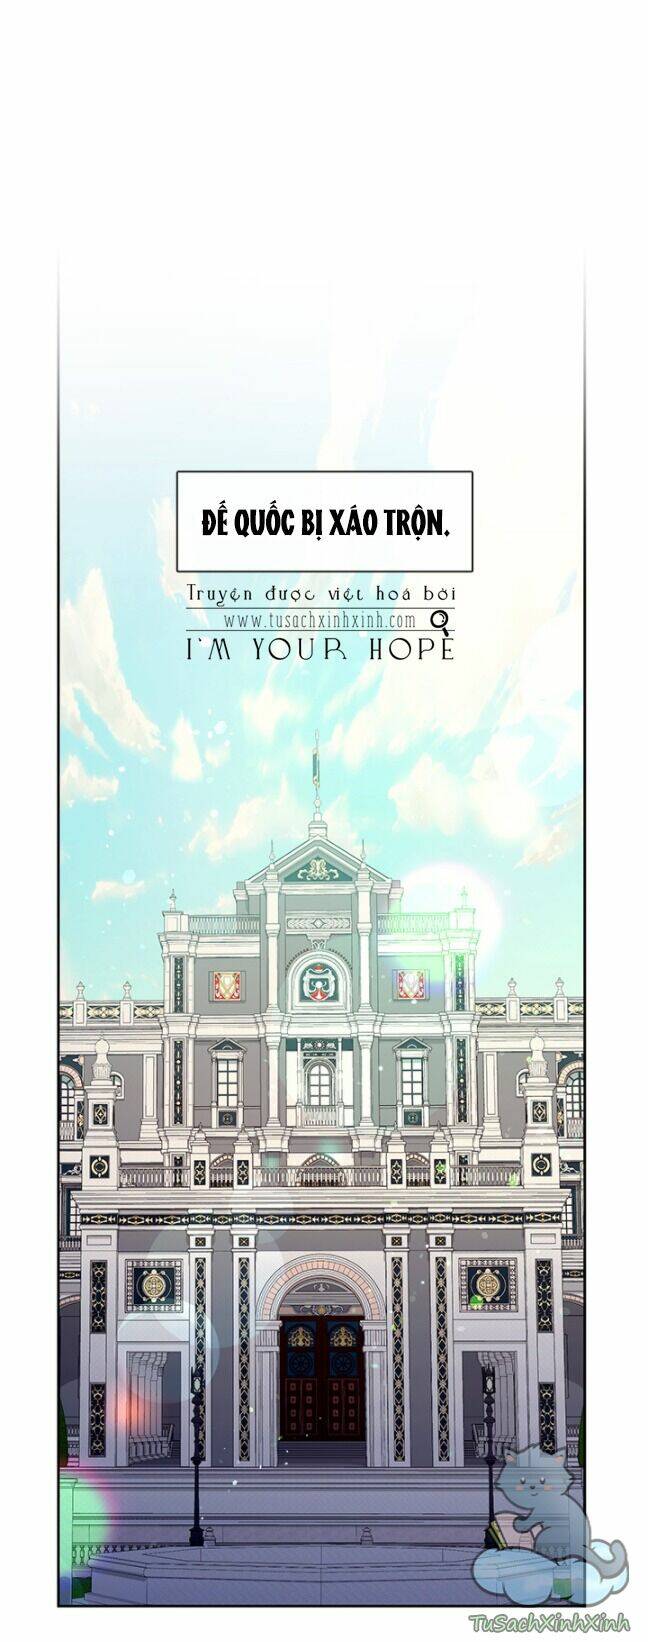 ĐẾ QUỐC BỊ XÁO TRỘN.
Truyện được việt hoá bởi
www.tusachxinhxinh.com
I'M YOUR HOPE
TuSachXinhXinh